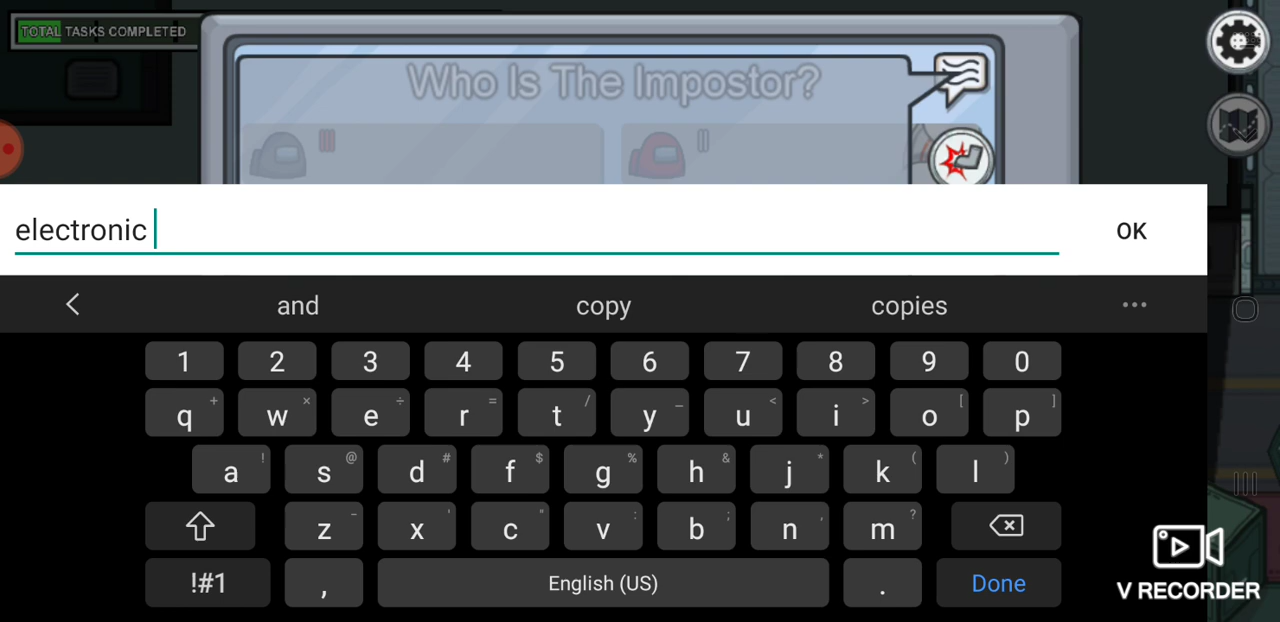 TOTAL TASKS COMPLETED
Who Is The Impostor?
electronic
OK
and copy copies
1 2 3 4 5 6 7 8 9 0
q + w × e ÷ r = t / y _ u < i > o [ p ]
a ! s @ d # f $ g % h & j * k ( l )
z - x ' c " v : b ; n , m ?
!#1 , English (US) . Done
V RECORDER